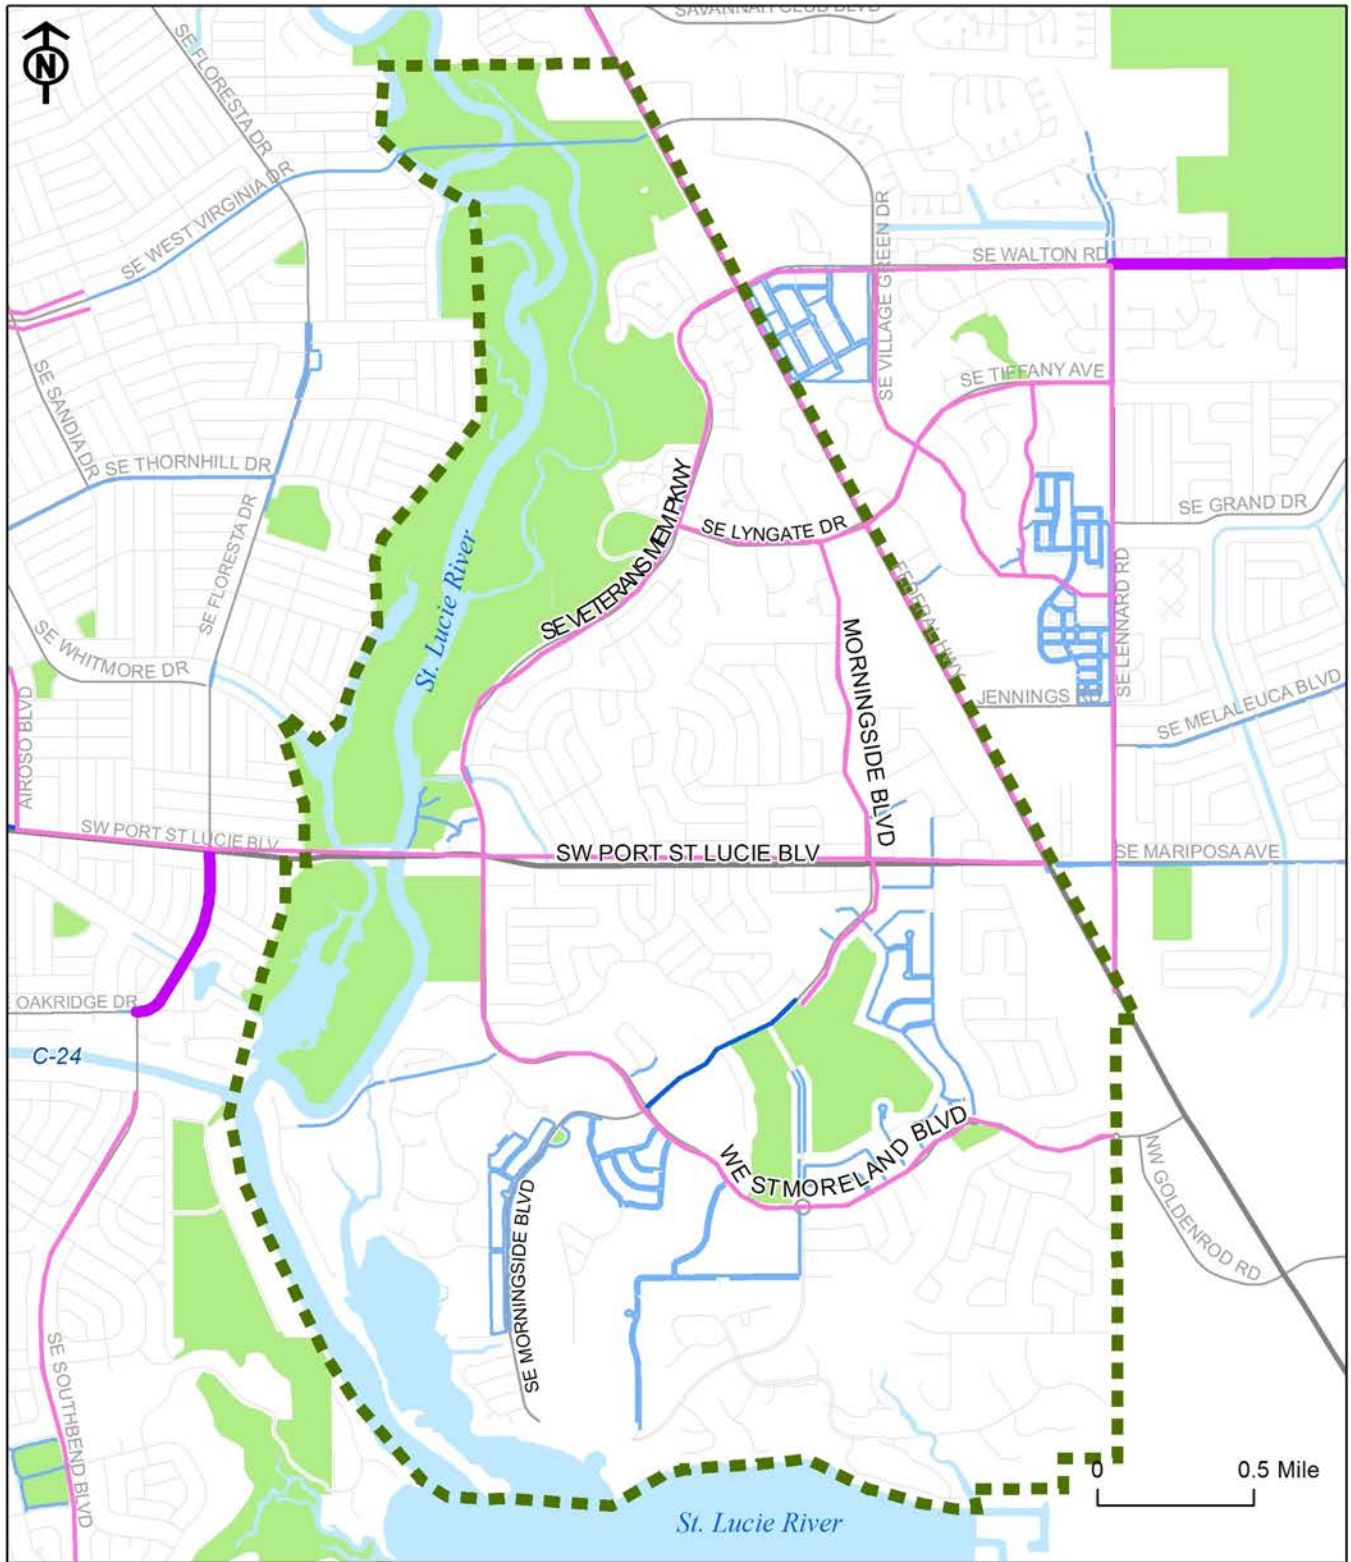 SAVANNAH CLUB BLVD
N
SE FLORESTA DR
DR
SE WEST VIRGINIA DR
SE VILLAGE GREEN DR
SE WALTON RD
SE SANDIA DR
SE TIFFANY AVE
SE THORNHILL DR
SE VETERANS MEM PKWY
SE GRAND DR
SE LYNGATE DR
SE FLORESTA DR
St. Lucie River
FEDERAL HWY
SE LENNARD RD
SE WHITMORE DR
MORNINGSIDE BLVD
JENNINGS RD
SE MELALEUCA BLVD
AIROSO BLVD
SW PORT ST LUCIE BLV
SW PORT ST LUCIE BLV
SE MARIPOSA AVE
OAKRIDGE DR
C-24
WESTMORELAND BLVD
NW GOLDENROD RD
SE MORNINGSIDE BLVD
SE SOUTHBEND BLVD
0 0.5 Mile
St. Lucie River